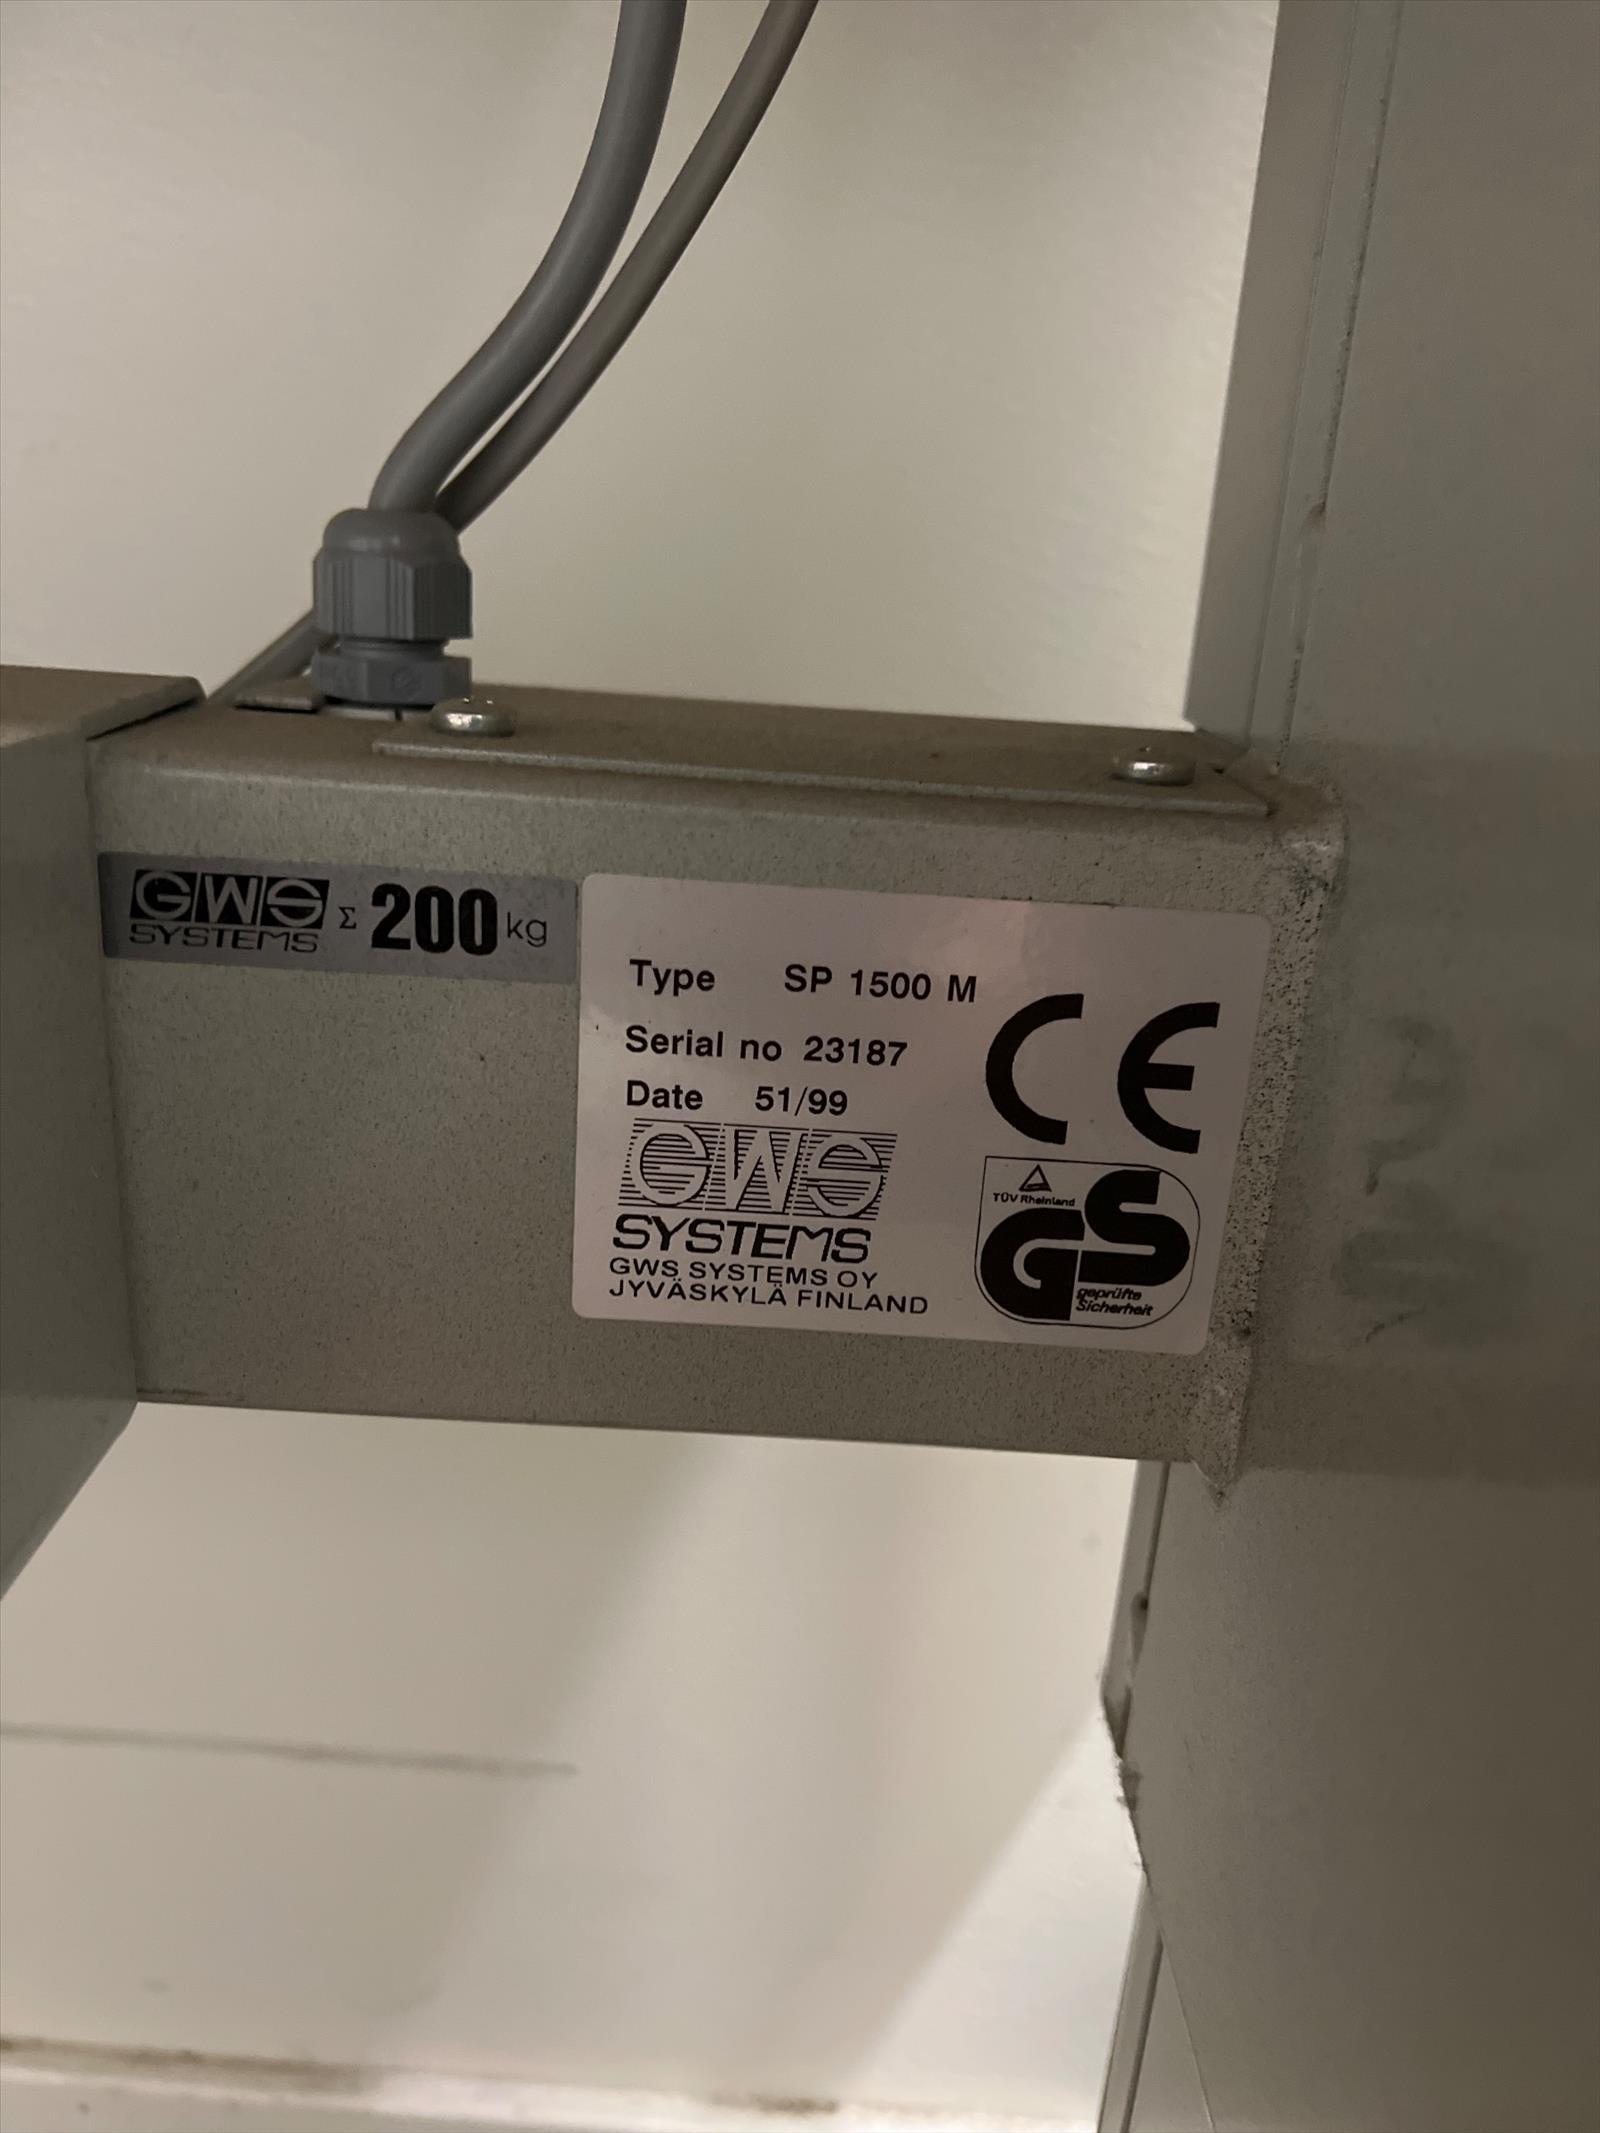 GWS
SYSTEMS
Σ 200 kg
Type SP 1500 M
Serial no 23187
Date 51/99
GWS
SYSTEMS
GWS SYSTEMS OY
JYVÄSKYLÄ FINLAND
CE
TÜV Rheinland
GS
geprüfte
Sicherheit